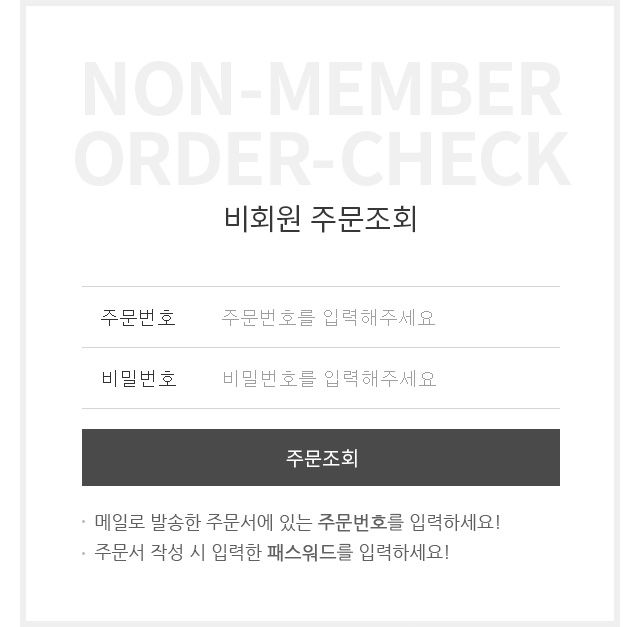 NON-MEMBER
ORDER-CHECK
비회원 주문조회
주문번호 주문번호를 입력해주세요
비밀번호 비밀번호를 입력해주세요
주문조회
· 메일로 발송한 주문서에 있는 주문번호를 입력하세요!
· 주문서 작성 시 입력한 패스워드를 입력하세요!